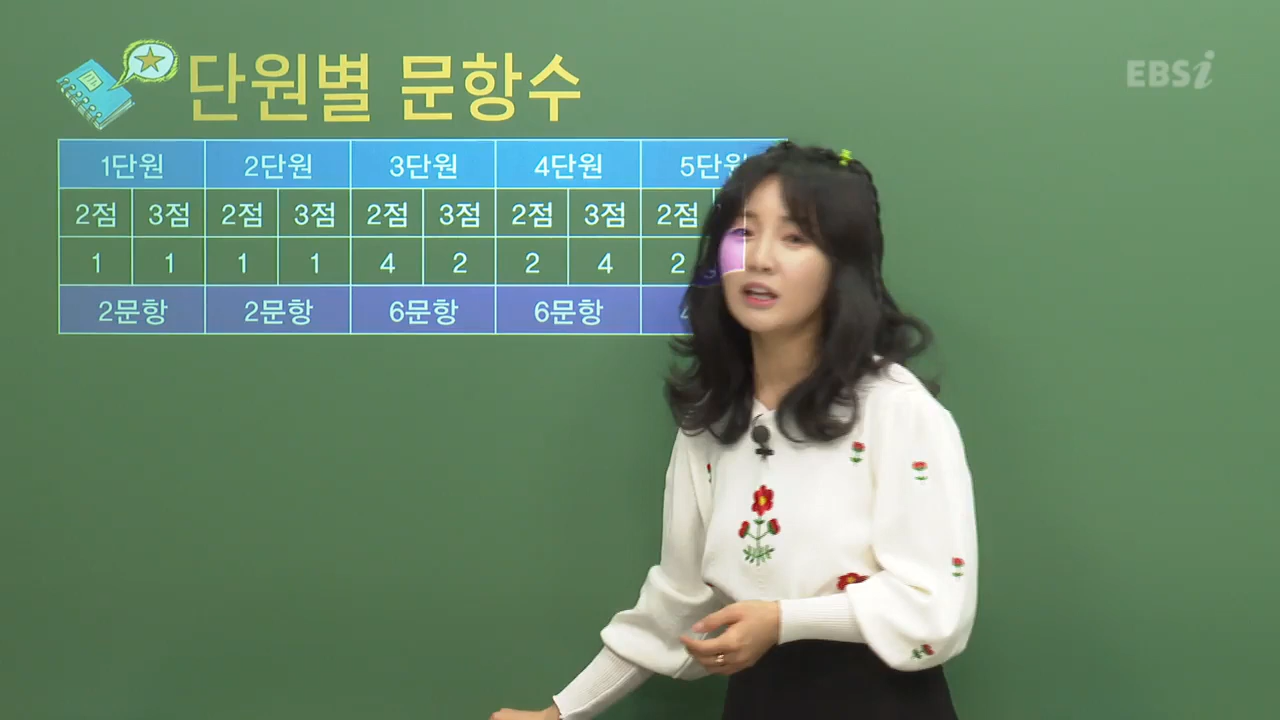 단원별 문항수
EBSi
1단원 2단원 3단원 4단원 5단원
2점 3점 2점 3점 2점 3점 2점 3점 2점
1 1 1 1 4 2 2 4 2
2문항 2문항 6문항 6문항